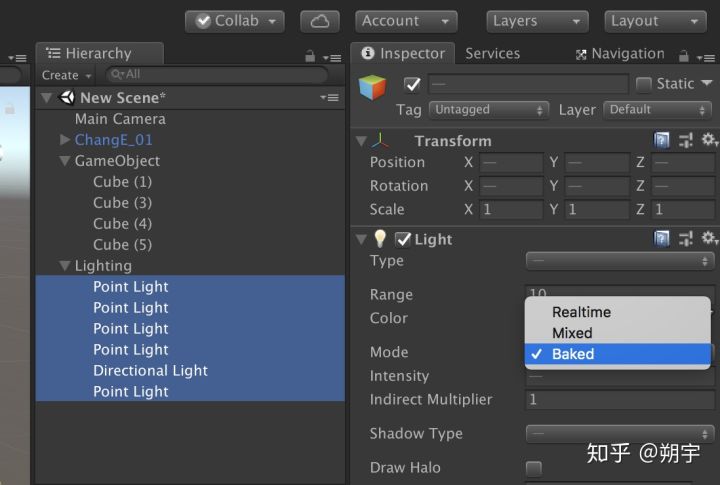 Collab
Account
Layers
Layout
Hierarchy
Create
All
New Scene*
Main Camera
ChangE_01
GameObject
Cube (1)
Cube (3)
Cube (4)
Cube (5)
Lighting
Point Light
Point Light
Point Light
Point Light
Directional Light
Point Light
Inspector
Services
Navigation
—
Static
Tag Untagged Layer Default
Transform
Position X — Y — Z —
Rotation X — Y — Z —
Scale X 1 Y 1 Z 1
Light
Type —
Range 10
Color
Realtime
Mixed
Mode ✓ Baked
Intensity —
Indirect Multiplier 1
Shadow Type —
Draw Halo
知乎 @朔宇